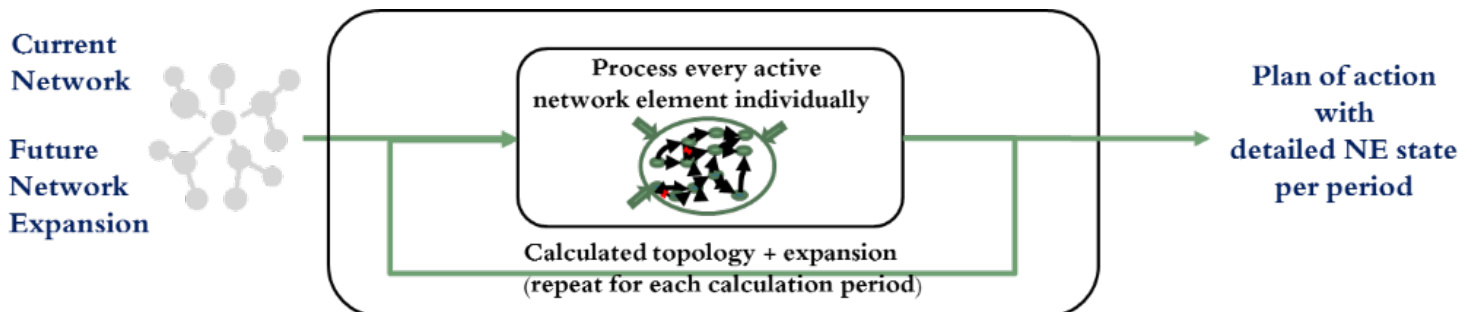 Current
Network
Future
Network
Expansion
Process every active
network element individually
Calculated topology + expansion
(repeat for each calculation period)
Plan of action
with
detailed NE state
per period